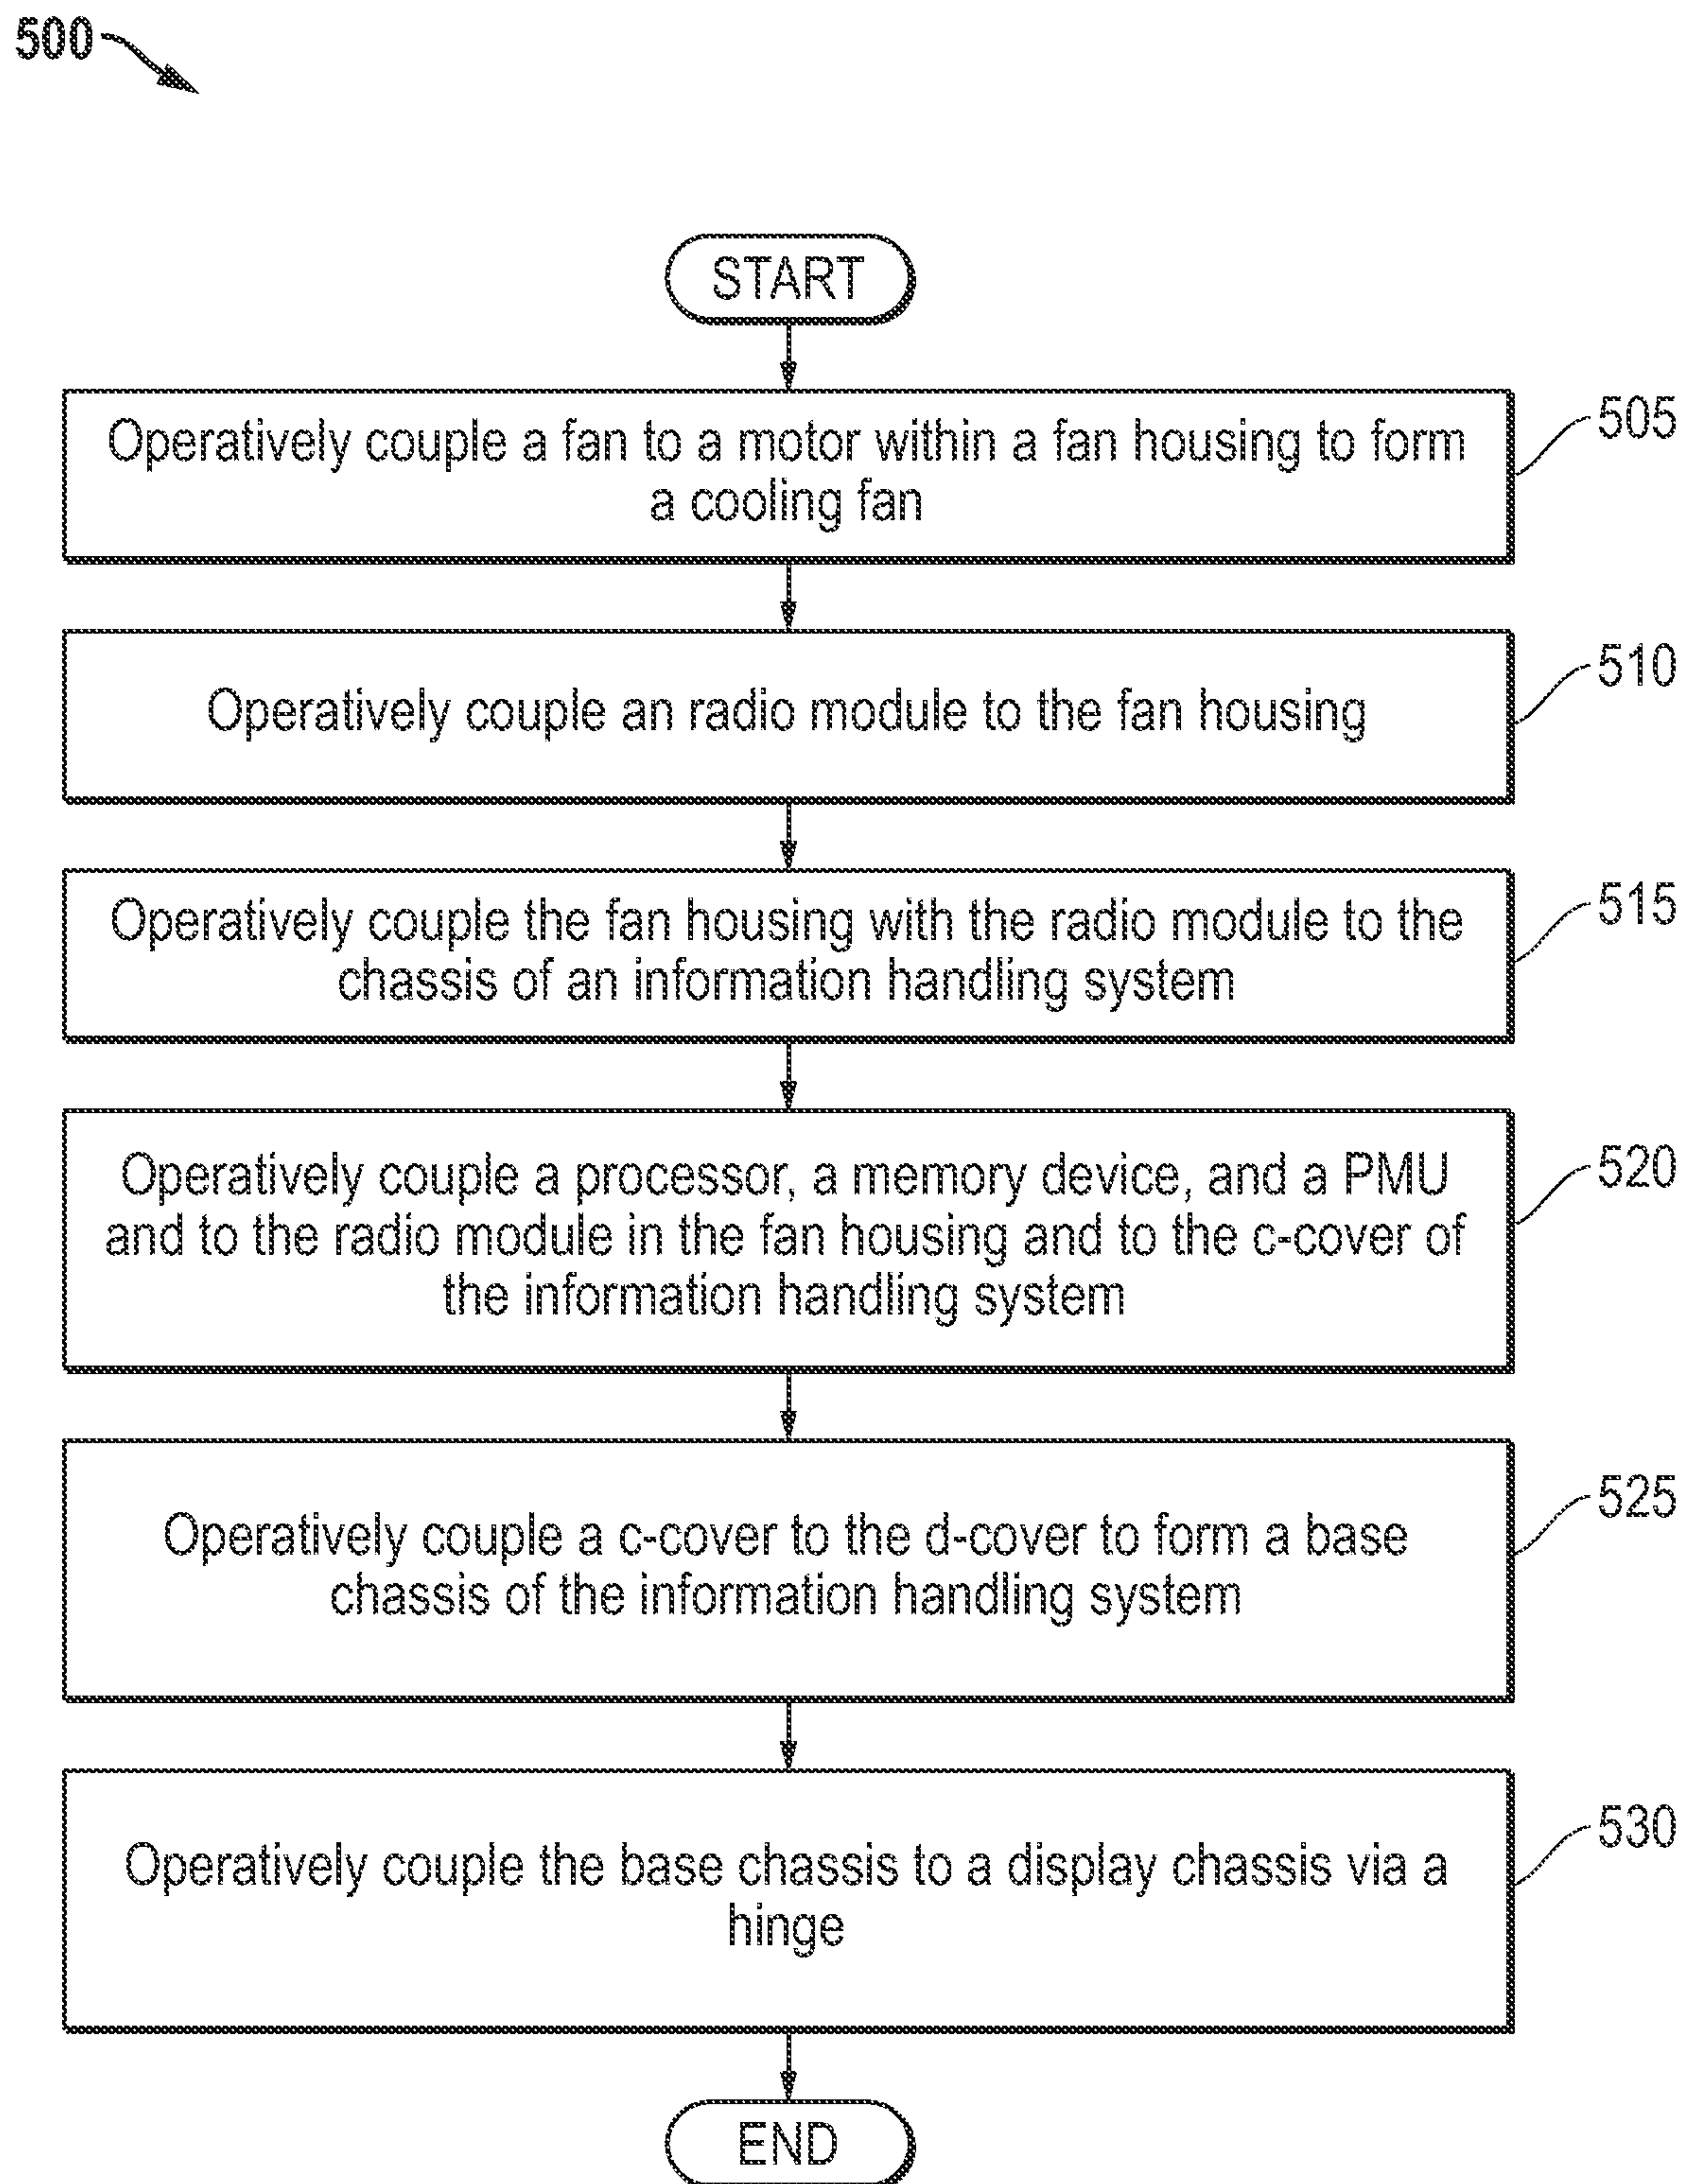 500
START
Operatively couple a fan to a motor within a fan housing to form
a cooling fan
505
Operatively couple an radio module to the fan housing
510
Operatively couple the fan housing with the radio module to the
chassis of an information handling system
515
Operatively couple a processor, a memory device, and a PMU
and to the radio module in the fan housing and to the c-cover of
the information handling system
520
Operatively couple a c-cover to the d-cover to form a base
chassis of the information handling system
525
Operatively couple the base chassis to a display chassis via a
hinge
530
END